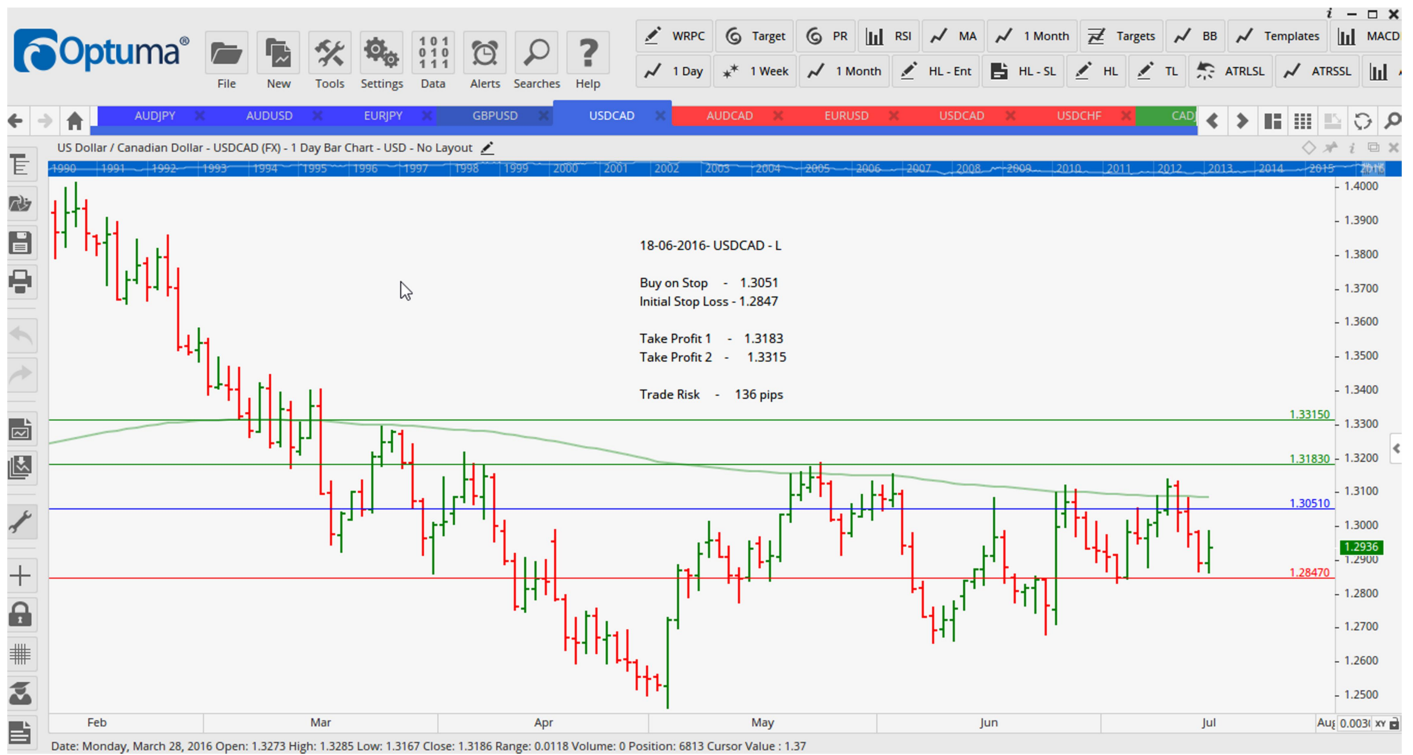 Optuma®
File
New
Tools
Settings
101
010
111
Data
Alerts
Searches
?
Help
i
WRPC
Target
PR
RSI
MA
1 Month
Targets
BB
Templates
MACD
1 Day
1 Week
1 Month
HL - Ent
HL - SL
HL
TL
ATRLSL
ATRSSL
AUDJPY
AUDUSD
EURJPY
GBPUSD
USDCAD
AUDCAD
EURUSD
USDCAD
USDCHF
CADJ
US Dollar / Canadian Dollar - USDCAD (FX) - 1 Day Bar Chart - USD - No Layout
1990 1991 1992 1993 1994 1995 1996 1997 1998 1999 2000 2001 2002 2003 2004 2005 2006 2007 2008 2009 2010 2011 2012 2013 2014 2015 2016
18-06-2016- USDCAD - L
Buy on Stop - 1.3051
Initial Stop Loss - 1.2847
Take Profit 1 - 1.3183
Take Profit 2 - 1.3315
Trade Risk - 136 pips
1.33150
1.31830
1.30510
1.28470
1.4000
1.3900
1.3800
1.3700
1.3600
1.3500
1.3400
1.3300
1.3200
1.3100
1.3000
1.2936
1.2900
1.2800
1.2700
1.2600
1.2500
Feb Mar Apr May Jun Jul Aug
XY
Date: Monday, March 28, 2016 Open: 1.3273 High: 1.3285 Low: 1.3167 Close: 1.3186 Range: 0.0118 Volume: 0 Position: 6813 Cursor Value : 1.37